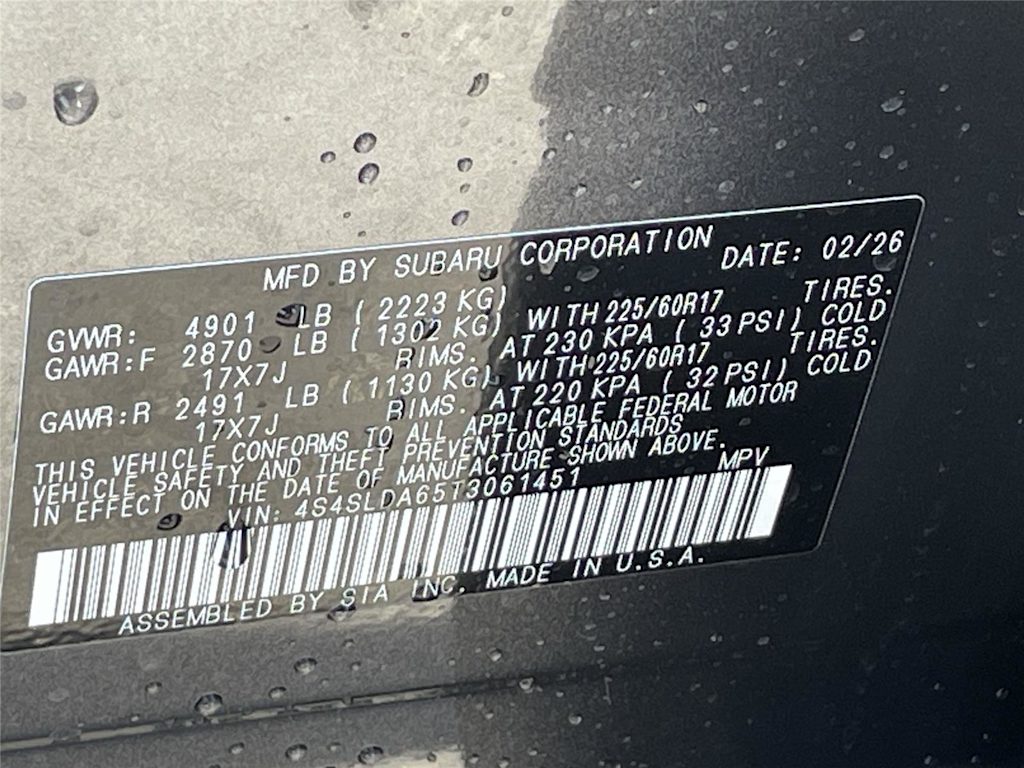 MFD BY SUBARU CORPORATION DATE: 02/26
GVWR: 4901 LB ( 2223 KG)
GAWR:F 2870 LB ( 1302 KG) WITH 225/60R17 TIRES.
17X7J RIMS. AT 230 KPA ( 33 PSI) COLD
GAWR:R 2491 LB ( 1130 KG) WITH 225/60R17 TIRES.
17X7J RIMS. AT 220 KPA ( 32 PSI) COLD
THIS VEHICLE CONFORMS TO ALL APPLICABLE FEDERAL MOTOR
VEHICLE SAFETY AND THEFT PREVENTION STANDARDS
IN EFFECT ON THE DATE OF MANUFACTURE SHOWN ABOVE.
VIN: 4S4SLDA65T3061451 MPV
ASSEMBLED BY SIA INC. MADE IN U.S.A.